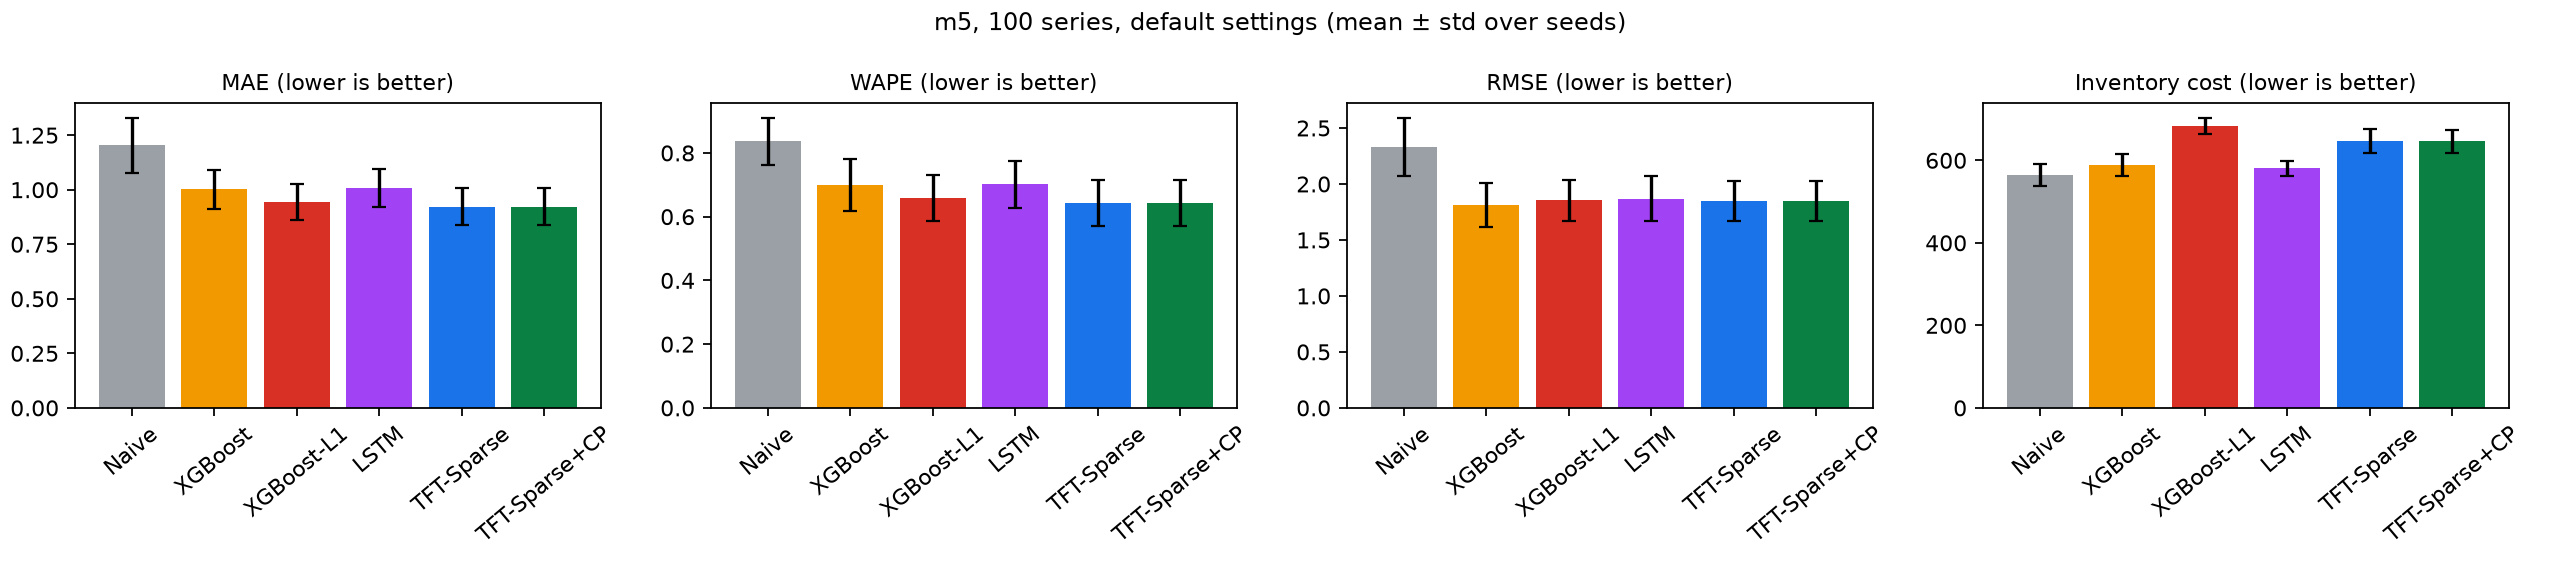 m5, 100 series, default settings (mean ± std over seeds)
MAE (lower is better)
1.25
1.00
0.75
0.50
0.25
0.00
Naive
XGBoost
XGBoost-L1
LSTM
TFT-Sparse
TFT-Sparse+CP
WAPE (lower is better)
0.8
0.6
0.4
0.2
0.0
Naive
XGBoost
XGBoost-L1
LSTM
TFT-Sparse
TFT-Sparse+CP
RMSE (lower is better)
2.5
2.0
1.5
1.0
0.5
0.0
Naive
XGBoost
XGBoost-L1
LSTM
TFT-Sparse
TFT-Sparse+CP
Inventory cost (lower is better)
600
400
200
0
Naive
XGBoost
XGBoost-L1
LSTM
TFT-Sparse
TFT-Sparse+CP